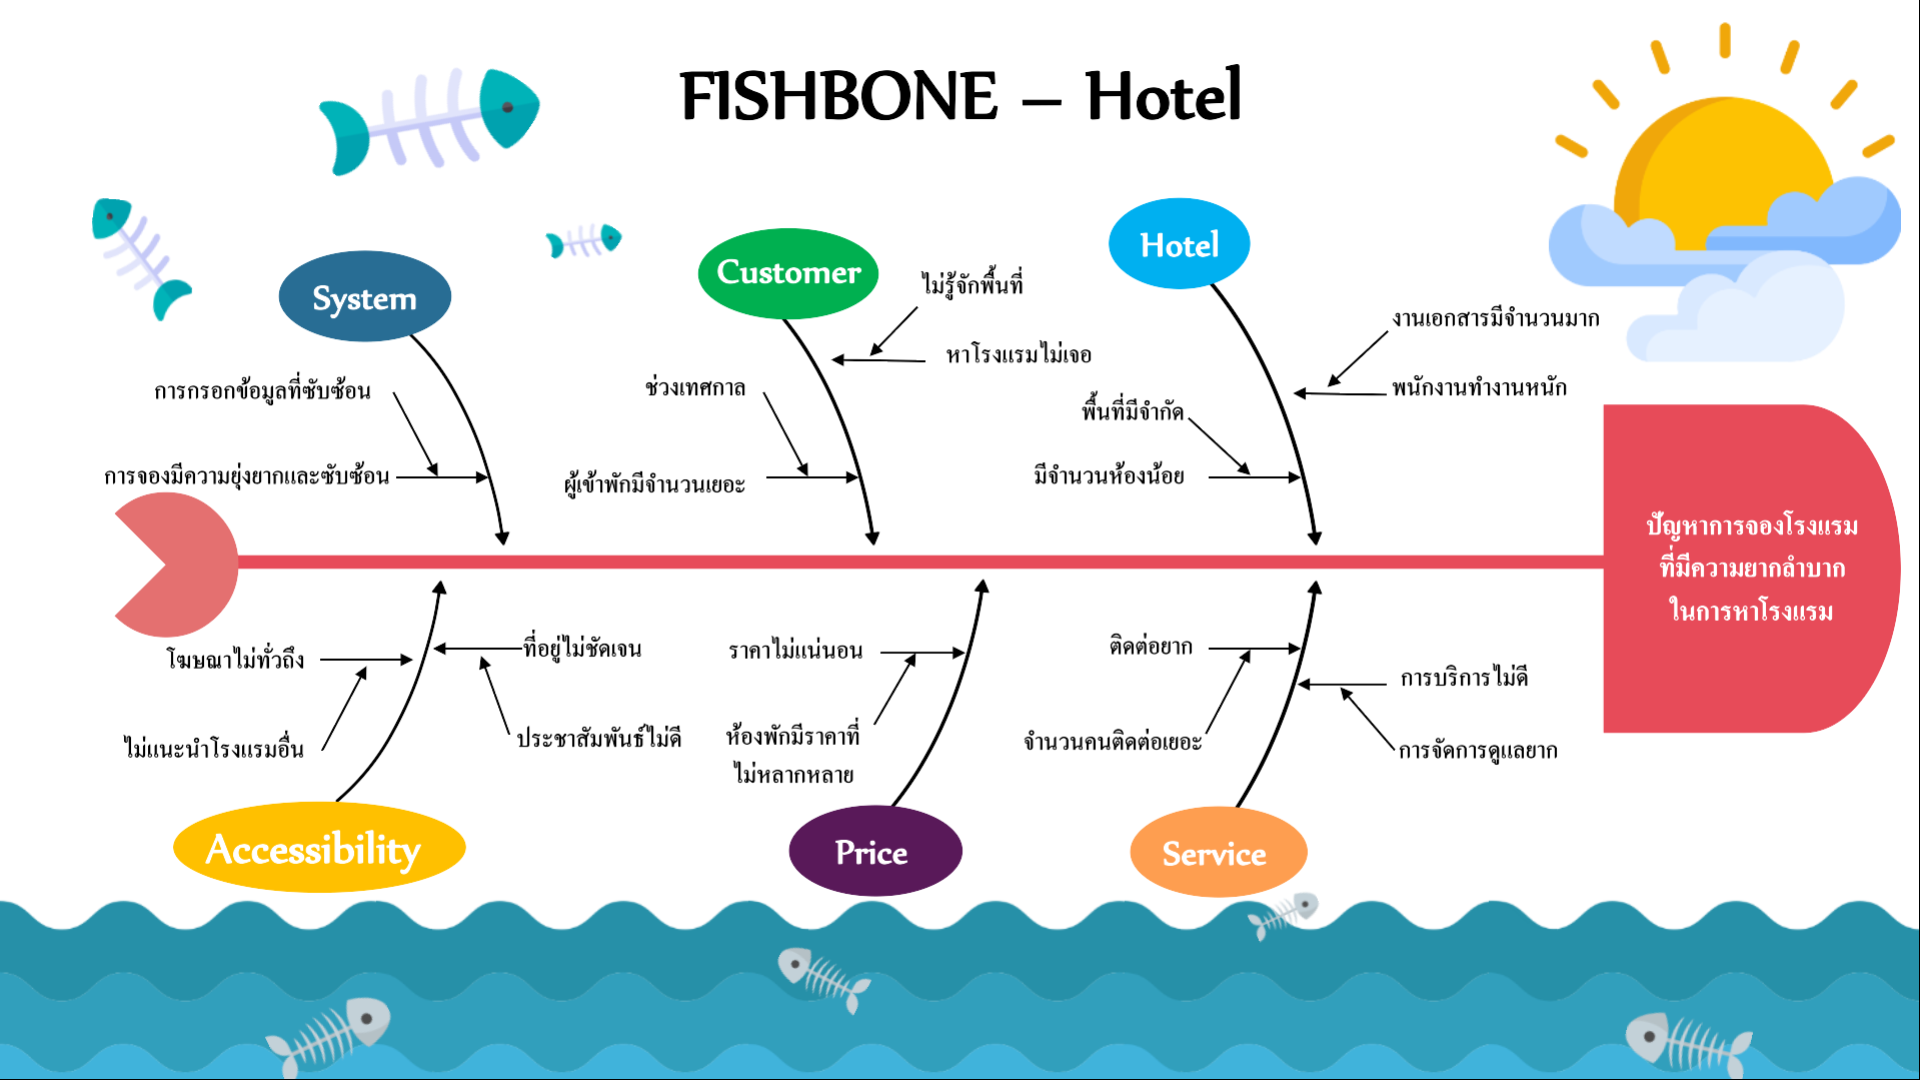 FISHBONE – Hotel
System
การกรอกข้อมูลที่ซับซ้อน
การจองมีความยุ่งยากและซับซ้อน
Customer
ไม่รู้จักพื้นที่
หาโรงแรมไม่เจอ
ช่วงเทศกาล
ผู้เข้าพักมีจำนวนเยอะ
Hotel
งานเอกสารมีจำนวนมาก
พนักงานทำงานหนัก
พื้นที่มีจำกัด
มีจำนวนห้องน้อย
ปัญหาการจองโรงแรม
ที่มีความยากลำบาก
ในการหาโรงแรม
โฆษณาไม่ทั่วถึง
ไม่แนะนำโรงแรมอื่น
ที่อยู่ไม่ชัดเจน
ประชาสัมพันธ์ไม่ดี
Accessibility
ราคาไม่แน่นอน
ห้องพักมีราคาที่
ไม่หลากหลาย
Price
ติดต่อยาก
จำนวนคนติดต่อเยอะ
การบริการไม่ดี
การจัดการดูแลยาก
Service